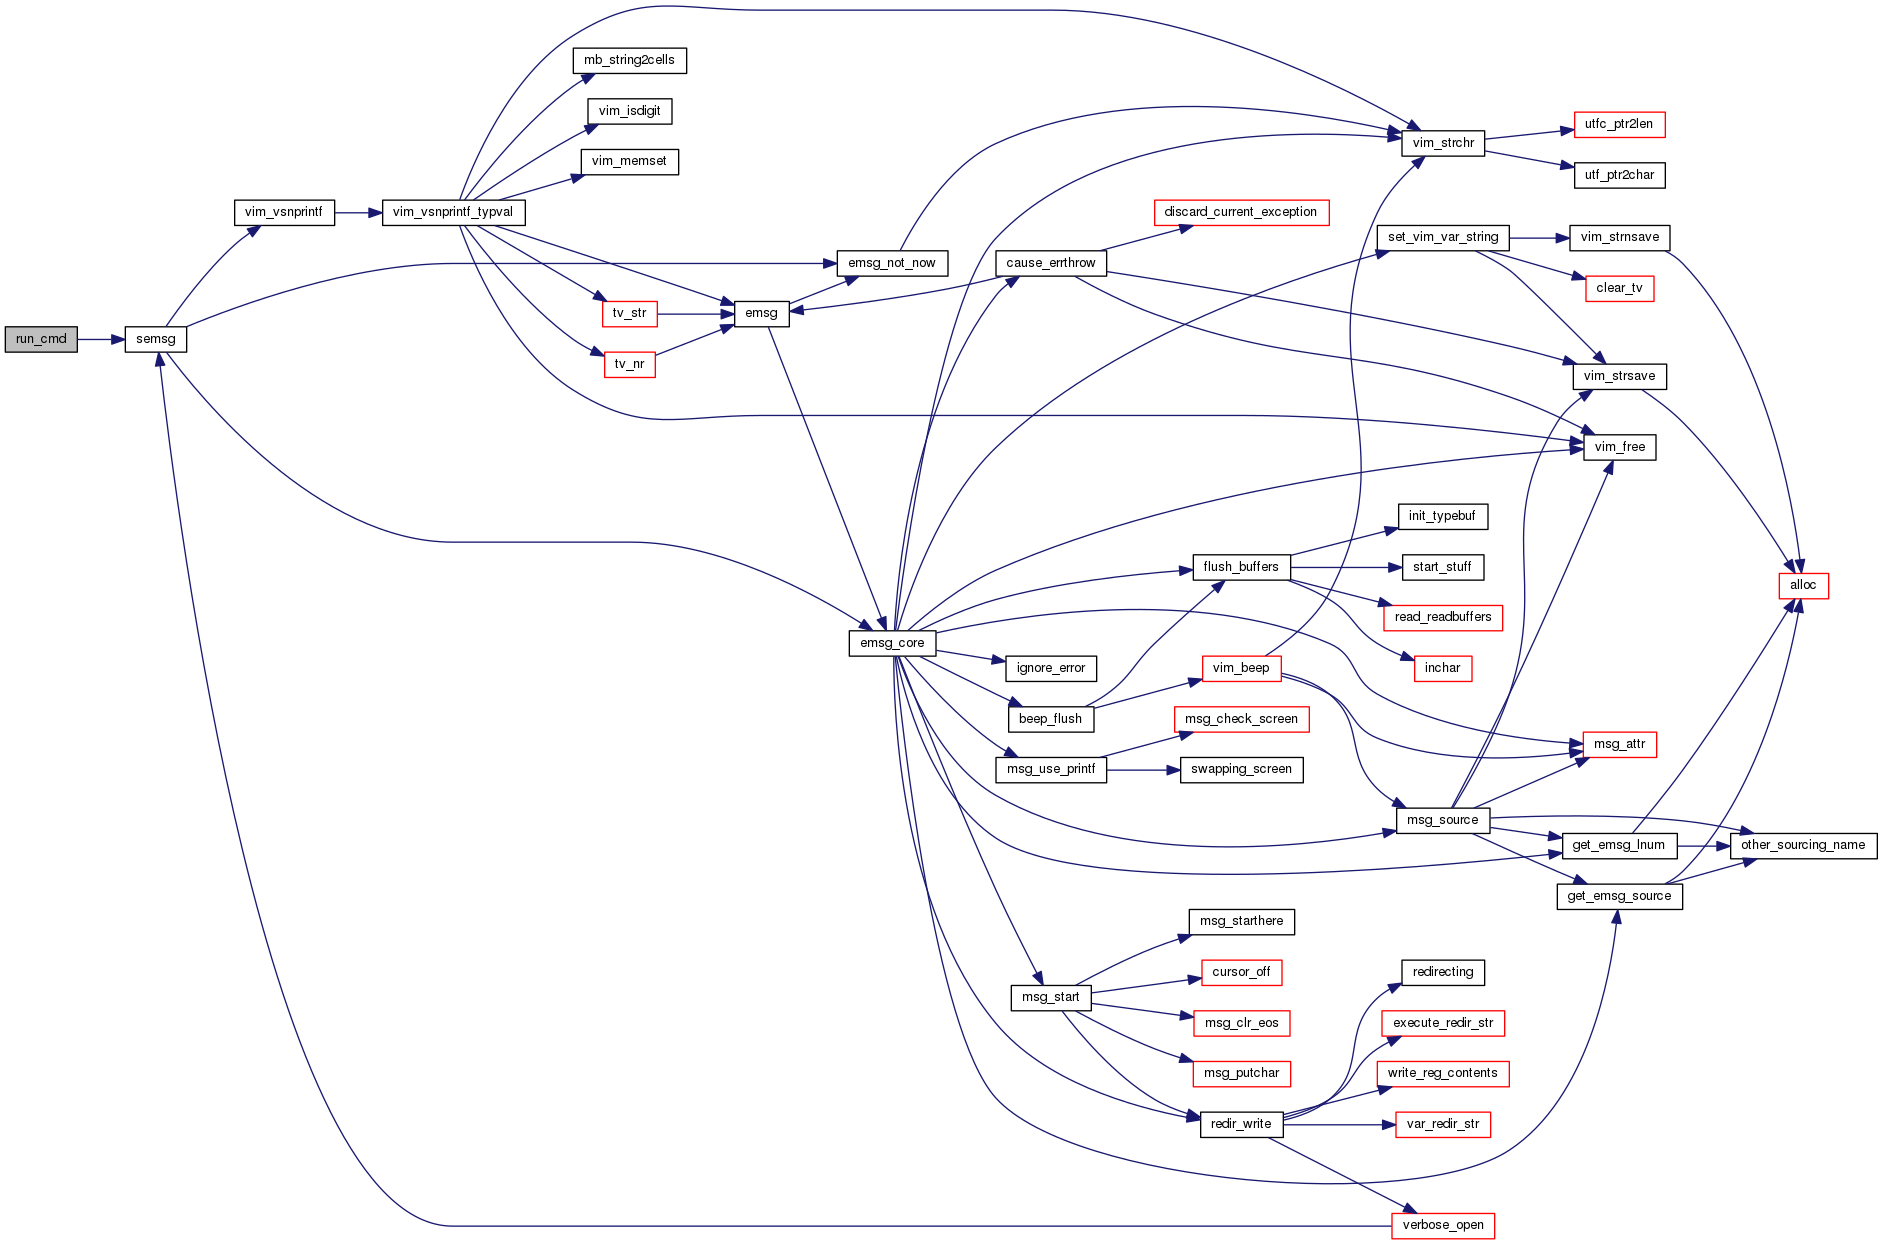 run_cmd
semsg
vim_vsnprintf
vim_vsnprintf_typval
mb_string2cells
vim_isdigit
vim_memset
tv_str
tv_nr
emsg
emsg_not_now
emsg_core
cause_errthrow
ignore_error
beep_flush
msg_use_printf
msg_start
discard_current_exception
flush_buffers
vim_beep
msg_check_screen
swapping_screen
msg_starthere
cursor_off
msg_clr_eos
msg_putchar
redir_write
vim_strchr
set_vim_var_string
init_typebuf
start_stuff
read_readbuffers
inchar
msg_source
redirecting
execute_redir_str
write_reg_contents
var_redir_str
verbose_open
utfc_ptr2len
utf_ptr2char
vim_strnsave
clear_tv
vim_strsave
vim_free
msg_attr
get_emsg_lnum
get_emsg_source
alloc
other_sourcing_name